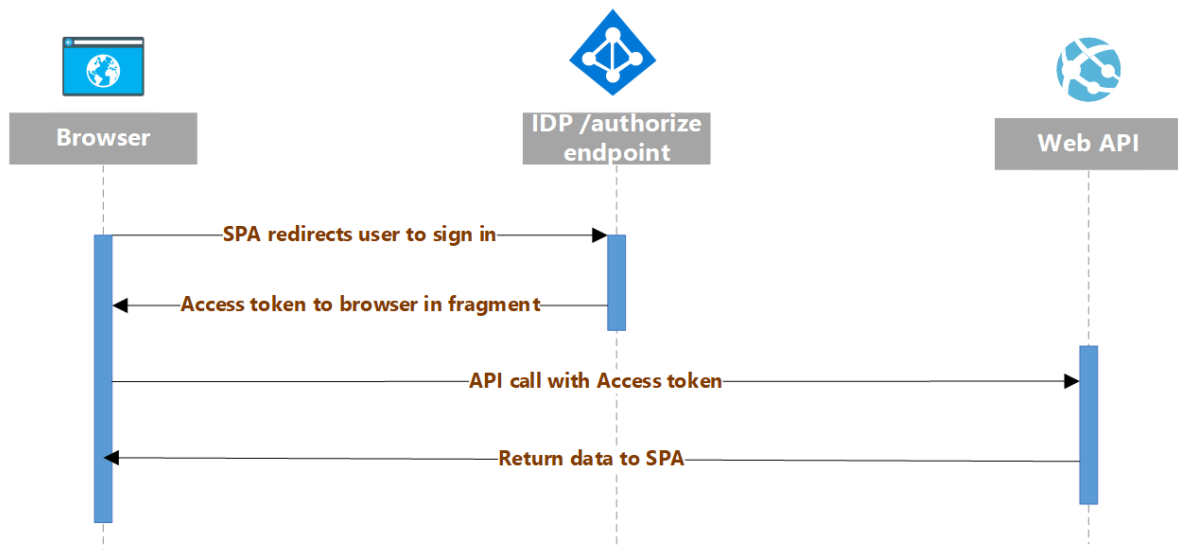 Browser
IDP /authorize
endpoint
Web API
SPA redirects user to sign in
Access token to browser in fragment
API call with Access token
Return data to SPA